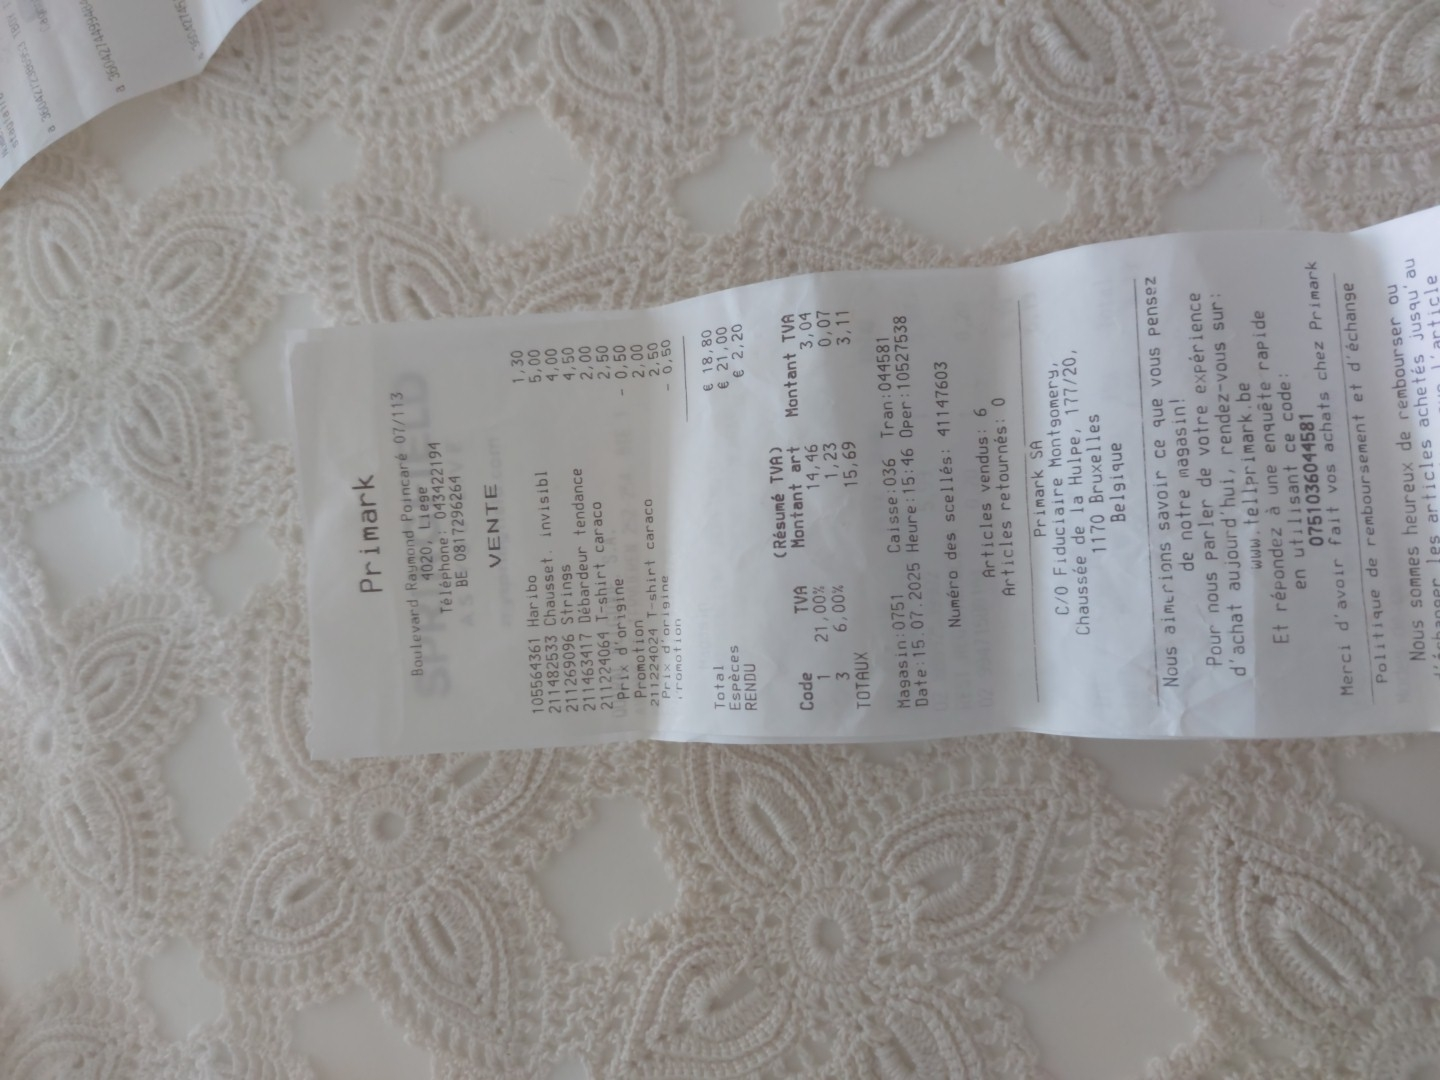 Primark
Boulevard Raymond Poincaré 07/113
4020, Liege
Téléphone: 043422194
BE 0817296264
VENTE
105564361 Haribo 1,30
211482533 Chausset. invisibl 5,00
211269096 Strings 4,00
211463417 Débardeur tendance 4,50
211224064 T-shirt caraco 2,00
Prix d'origine 2,50
Promotion - 0,50
211224024 T-shirt caraco 2,00
Prix d'origine 2,50
Promotion - 0,50
Total € 18,80
Espèces € 21,00
RENDU € 2,20
(Résumé TVA)
Code TVA Montant art Montant TVA
1 21,00% 14,46 3,04
3 6,00% 1,23 0,07
TOTAUX 15,69 3,11
Magasin:0751 Caisse:036 Tran:044581
Date:15.07.2025 Heure:15:46 Oper:10527538
Numéro des scellés: 41147603
Articles vendus: 6
Articles retournés: 0
Primark SA
C/O Fiduciaire Montgomery,
Chaussée de la Hulpe, 177/20,
1170 Bruxelles
Belgique
Nous aimerions savoir ce que vous pensez
de notre magasin!
Pour nous parler de votre expérience
d'achat aujourd'hui, rendez-vous sur:
www.tellprimark.be
Et répondez à une enquête rapide
en utilisant ce code:
0751036044581
Merci d'avoir fait vos achats chez Primark
Politique de remboursement et d'échange
Nous sommes heureux de rembourser ou
d'échanger les articles achetés jusqu'au